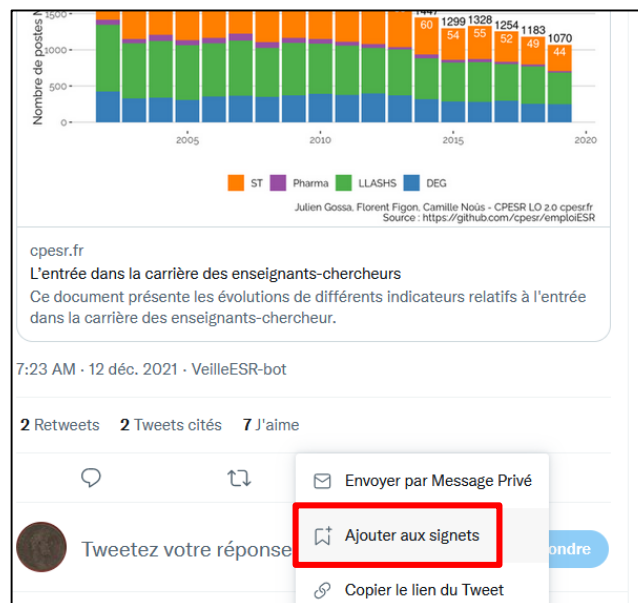 Nombre de postes
1500
1000
500
0
60
1299
54
1328
55
1254
52
1183
49
1070
44
2005
2010
2015
2020
ST
Pharma
LLASHS
DEG
Julien Gossa, Florent Figon, Camille Noûs - CPESR LO 2.0 cpesr.fr
Source : https://github.com/cpesr/emploiESR
cpesr.fr
L'entrée dans la carrière des enseignants-chercheurs
Ce document présente les évolutions de différents indicateurs relatifs à l'entrée
dans la carrière des enseignants-chercheur.
7:23 AM · 12 déc. 2021 · VeilleESR-bot
2 Retweets 2 Tweets cités 7 J'aime
Envoyer par Message Privé
Ajouter aux signets
Copier le lien du Tweet
Tweetez votre réponse
ondre